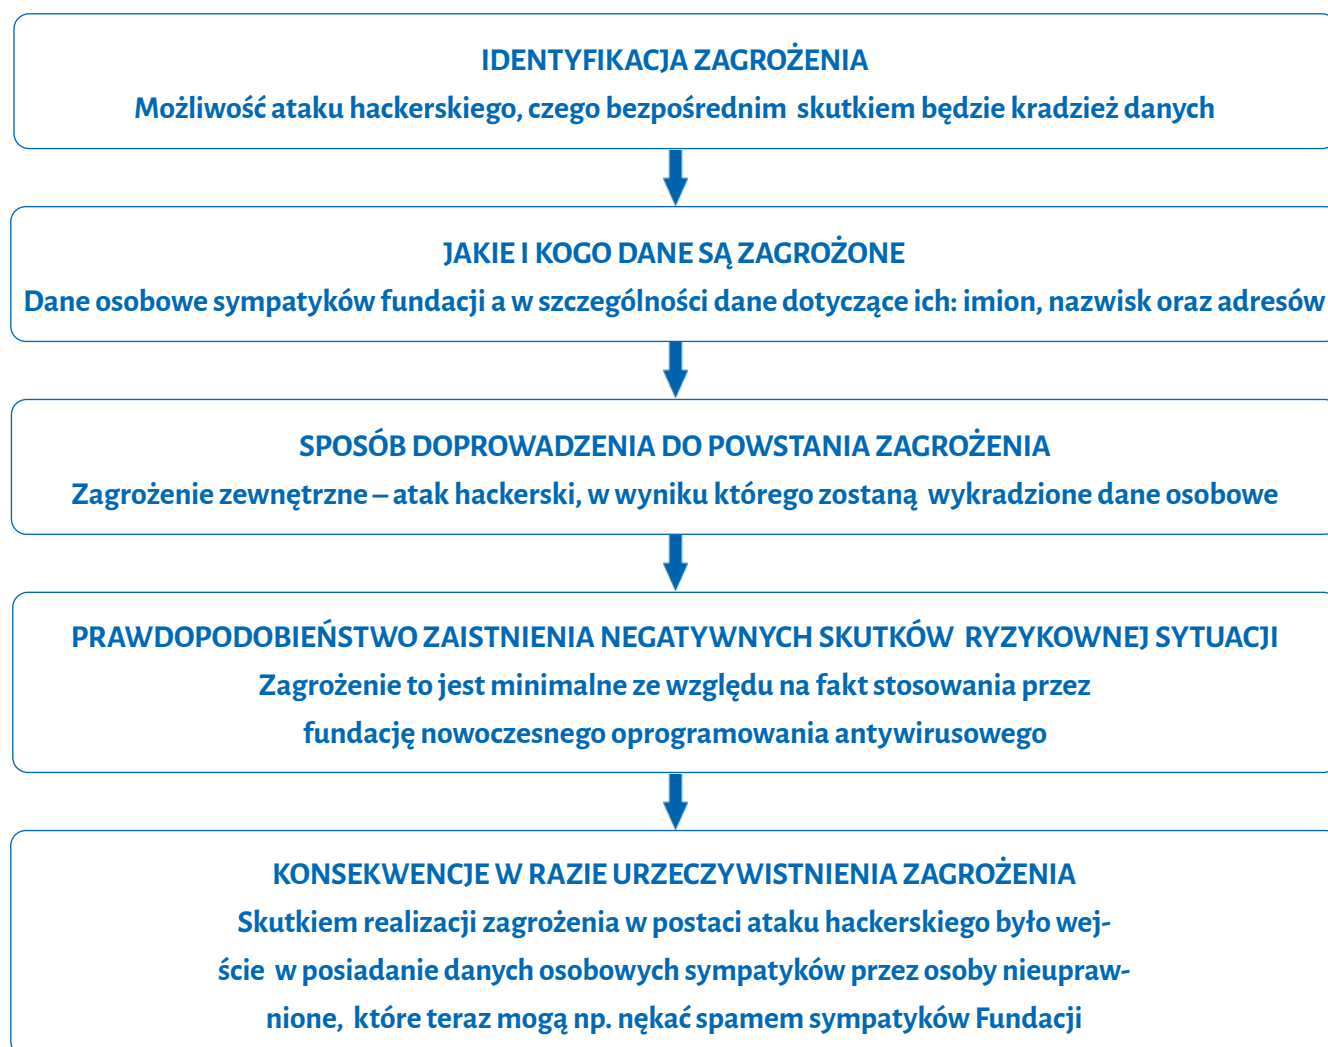 IDENTYFIKACJA ZAGROŻENIA
Możliwość ataku hackerskiego, czego bezpośrednim skutkiem będzie kradzież danych
JAKIE I KOGO DANE SĄ ZAGROŻONE
Dane osobowe sympatyków fundacji a w szczególności dane dotyczące ich: imion, nazwisk oraz adresów
SPOSÓB DOPROWADZENIA DO POWSTANIA ZAGROŻENIA
Zagrożenie zewnętrzne – atak hackerski, w wyniku którego zostaną wykradzione dane osobowe
PRAWDOPODOBIEŃSTWO ZAISTNIENIA NEGATYWNYCH SKUTKÓW RYZYKOWNEJ SYTUACJI
Zagrożenie to jest minimalne ze względu na fakt stosowania przez
fundację nowoczesnego oprogramowania antywirusowego
KONSEKWENCJE W RAZIE URZECZYWISTNIENIA ZAGROŻENIA
Skutkiem realizacji zagrożenia w postaci ataku hackerskiego było wej-
ście w posiadanie danych osobowych sympatyków przez osoby nieupraw-
nione, które teraz mogą np. nękać spamem sympatyków Fundacji